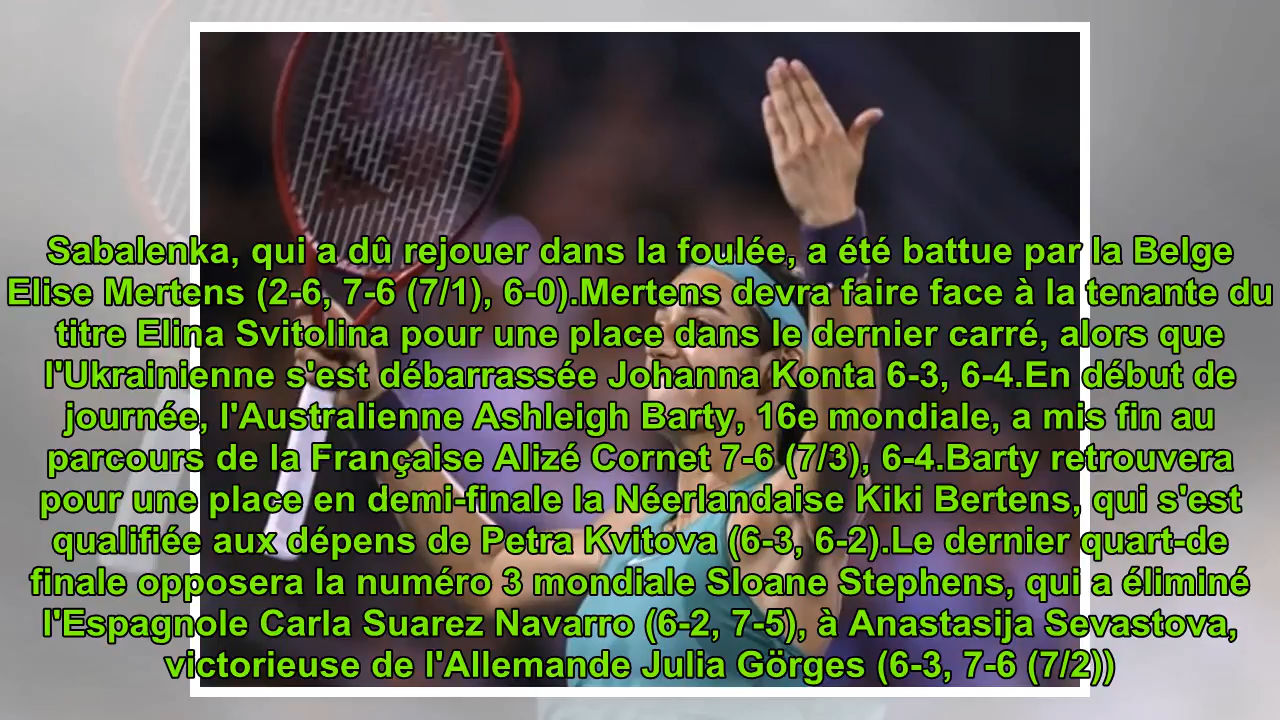 Sabalenka, qui a dû rejouer dans la foulée, a été battue par la Belge
Elise Mertens (2-6, 7-6 (7/1), 6-0).Mertens devra faire face à la tenante du
titre Elina Svitolina pour une place dans le dernier carré, alors que
l'Ukrainienne s'est débarrassée Johanna Konta 6-3, 6-4.En début de
journée, l'Australienne Ashleigh Barty, 16e mondiale, a mis fin au
parcours de la Française Alizé Cornet 7-6 (7/3), 6-4.Barty retrouvera
pour une place en demi-finale la Néerlandaise Kiki Bertens, qui s'est
qualifiée aux dépens de Petra Kvitova (6-3, 6-2).Le dernier quart-de
finale opposera la numéro 3 mondiale Sloane Stephens, qui a éliminé
l'Espagnole Carla Suarez Navarro (6-2, 7-5), à Anastasija Sevastova,
victorieuse de l'Allemande Julia Görges (6-3, 7-6 (7/2))